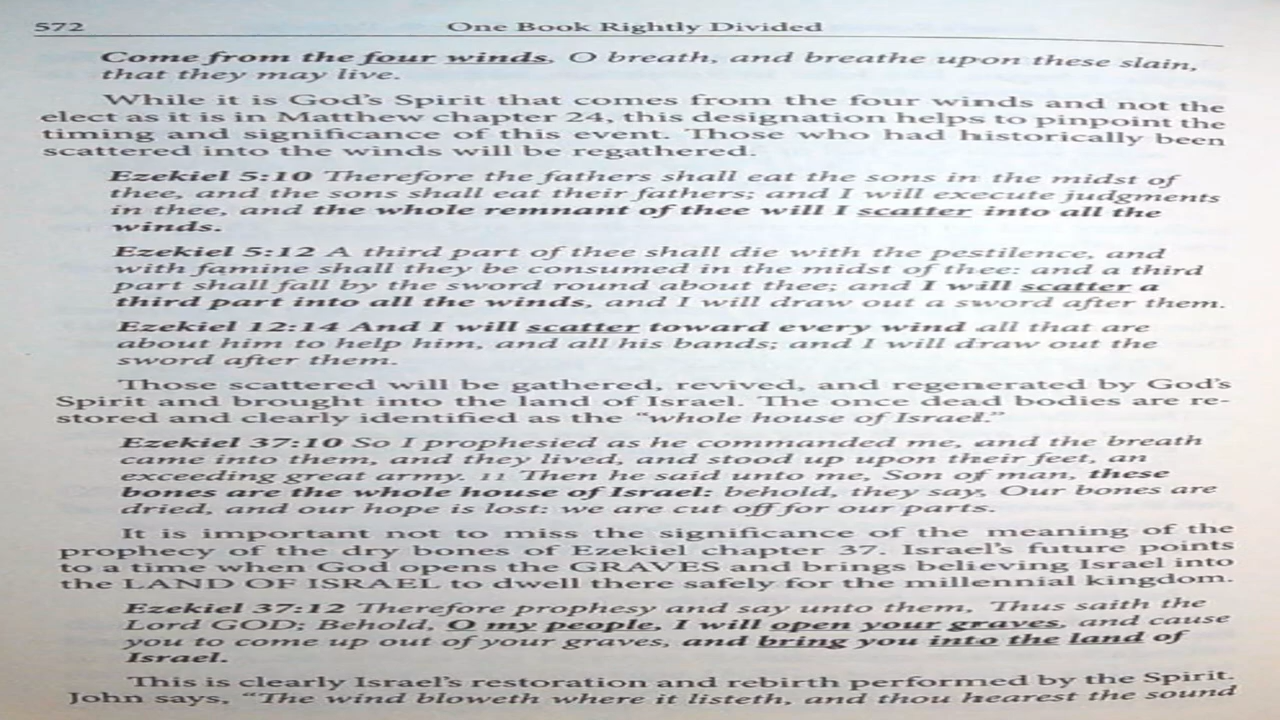 572 One Book Rightly Divided
Come from the four winds, O breath, and breathe upon these slain,
that they may live.
While it is God's Spirit that comes from the four winds and not the
elect as it is in Matthew chapter 24, this designation helps to pinpoint the
timing and significance of this event. Those who had historically been
scattered into the winds will be regathered.
Ezekiel 5:10 Therefore the fathers shall eat the sons in the midst of
thee, and the sons shall eat their fathers; and I will execute judgments
in thee, and the whole remnant of thee will I scatter into all the
winds.
Ezekiel 5:12 A third part of thee shall die with the pestilence, and
with famine shall they be consumed in the midst of thee: and a third
part shall fall by the sword round about thee; and I will scatter a
third part into all the winds, and I will draw out a sword after them.
Ezekiel 12:14 And I will scatter toward every wind all that are
about him to help him, and all his bands; and I will draw out the
sword after them.
Those scattered will be gathered, revived, and regenerated by God's
Spirit and brought into the land of Israel. The once dead bodies are re-
stored and clearly identified as the "whole house of Israel."
Ezekiel 37:10 So I prophesied as he commanded me, and the breath
came into them, and they lived, and stood up upon their feet, an
exceeding great army. 11 Then he said unto me, Son of man, these
bones are the whole house of Israel: behold, they say, Our bones are
dried, and our hope is lost: we are cut off for our parts.
It is important not to miss the significance of the meaning of the
prophecy of the dry bones of Ezekiel chapter 37. Israel's future points
to a time when God opens the GRAVES and brings believing Israel into
the LAND OF ISRAEL to dwell there safely for the millennial kingdom.
Ezekiel 37:12 Therefore prophesy and say unto them, Thus saith the
Lord GOD; Behold, O my people, I will open your graves, and cause
you to come up out of your graves, and bring you into the land of
Israel.
This is clearly Israel's restoration and rebirth performed by the Spirit.
John says, "The wind bloweth where it listeth, and thou hearest the sound